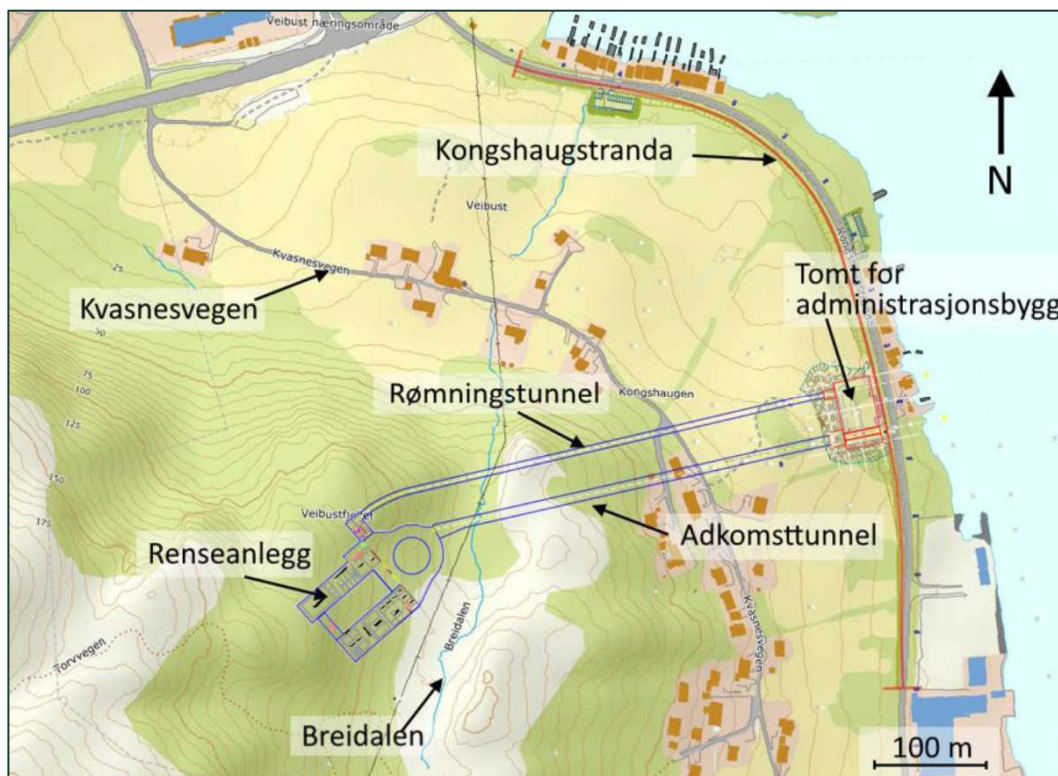 Veibust næringsområde
N
Kongshaugstranda
Veibust
Kvasnesvegen
25
Tomt for
administrasjonsbygg
Kvasnesvegen
50
75
100
125
Kongshaugen
Rømningstunnel
150
175
Veibustfjellet
Renseanlegg
Adkomsttunnel
Kvasnesvegen
Breidalen
Torvvegen
Breidalen
100 m